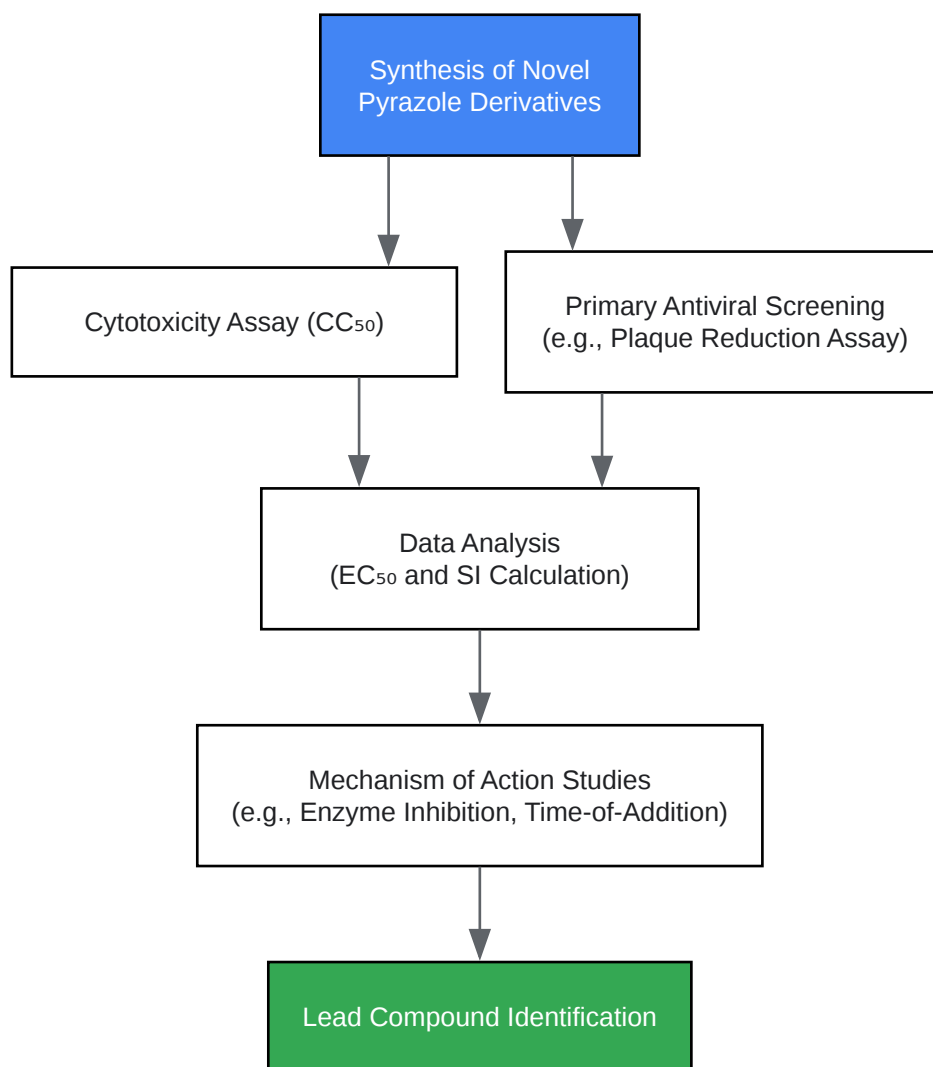 Synthesis of Novel
Pyrazole Derivatives
Cytotoxicity Assay (CC₅₀)
Primary Antiviral Screening
(e.g., Plaque Reduction Assay)
Data Analysis
(EC₅₀ and SI Calculation)
Mechanism of Action Studies
(e.g., Enzyme Inhibition, Time-of-Addition)
Lead Compound Identification